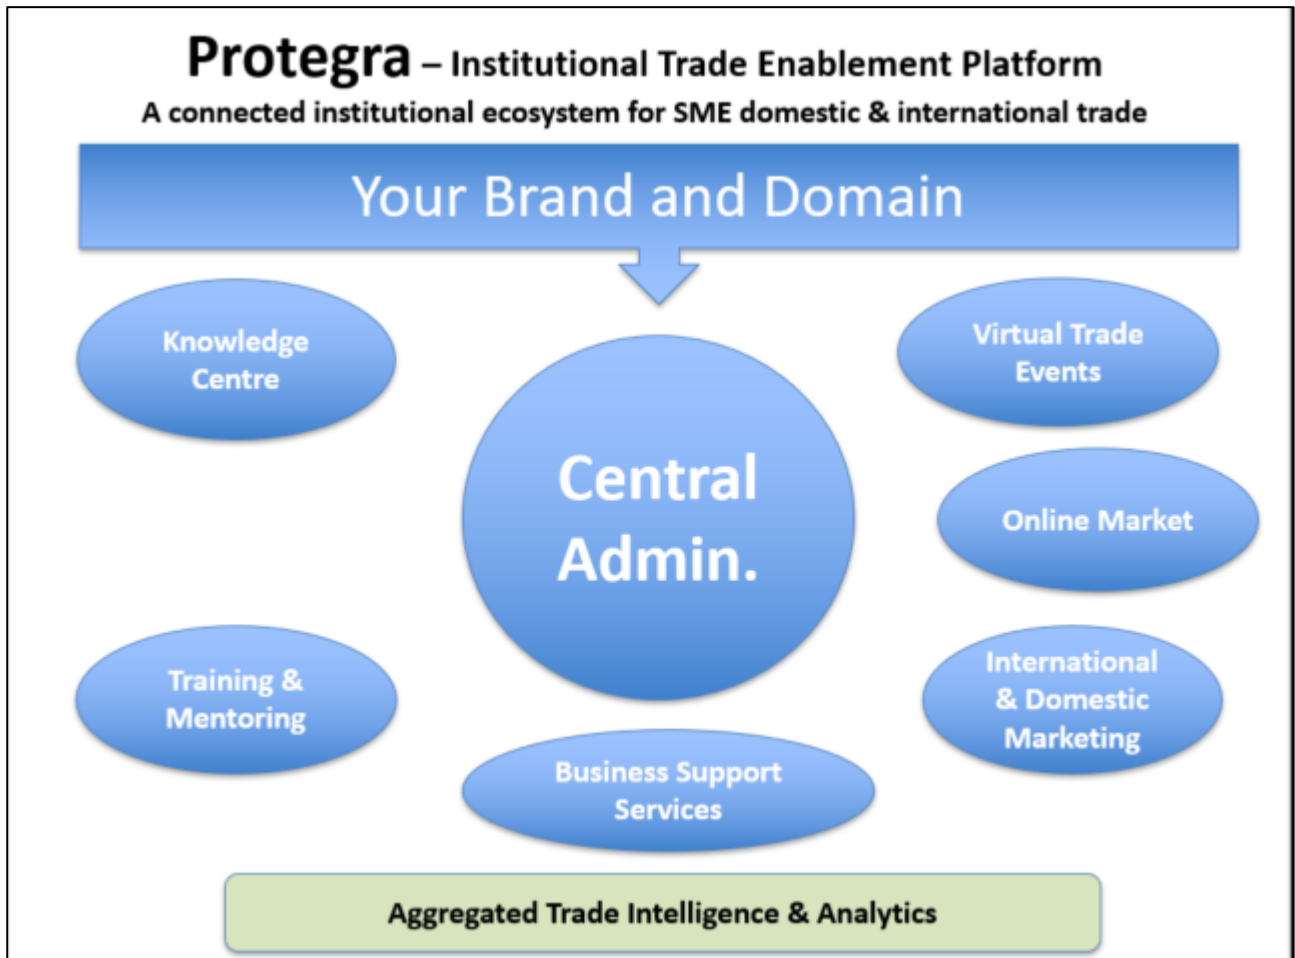 Protegra – Institutional Trade Enablement Platform
A connected institutional ecosystem for SME domestic & international trade
Your Brand and Domain
Knowledge
Centre
Virtual Trade
Events
Central
Admin.
Online Market
Training &
Mentoring
International
& Domestic
Marketing
Business Support
Services
Aggregated Trade Intelligence & Analytics